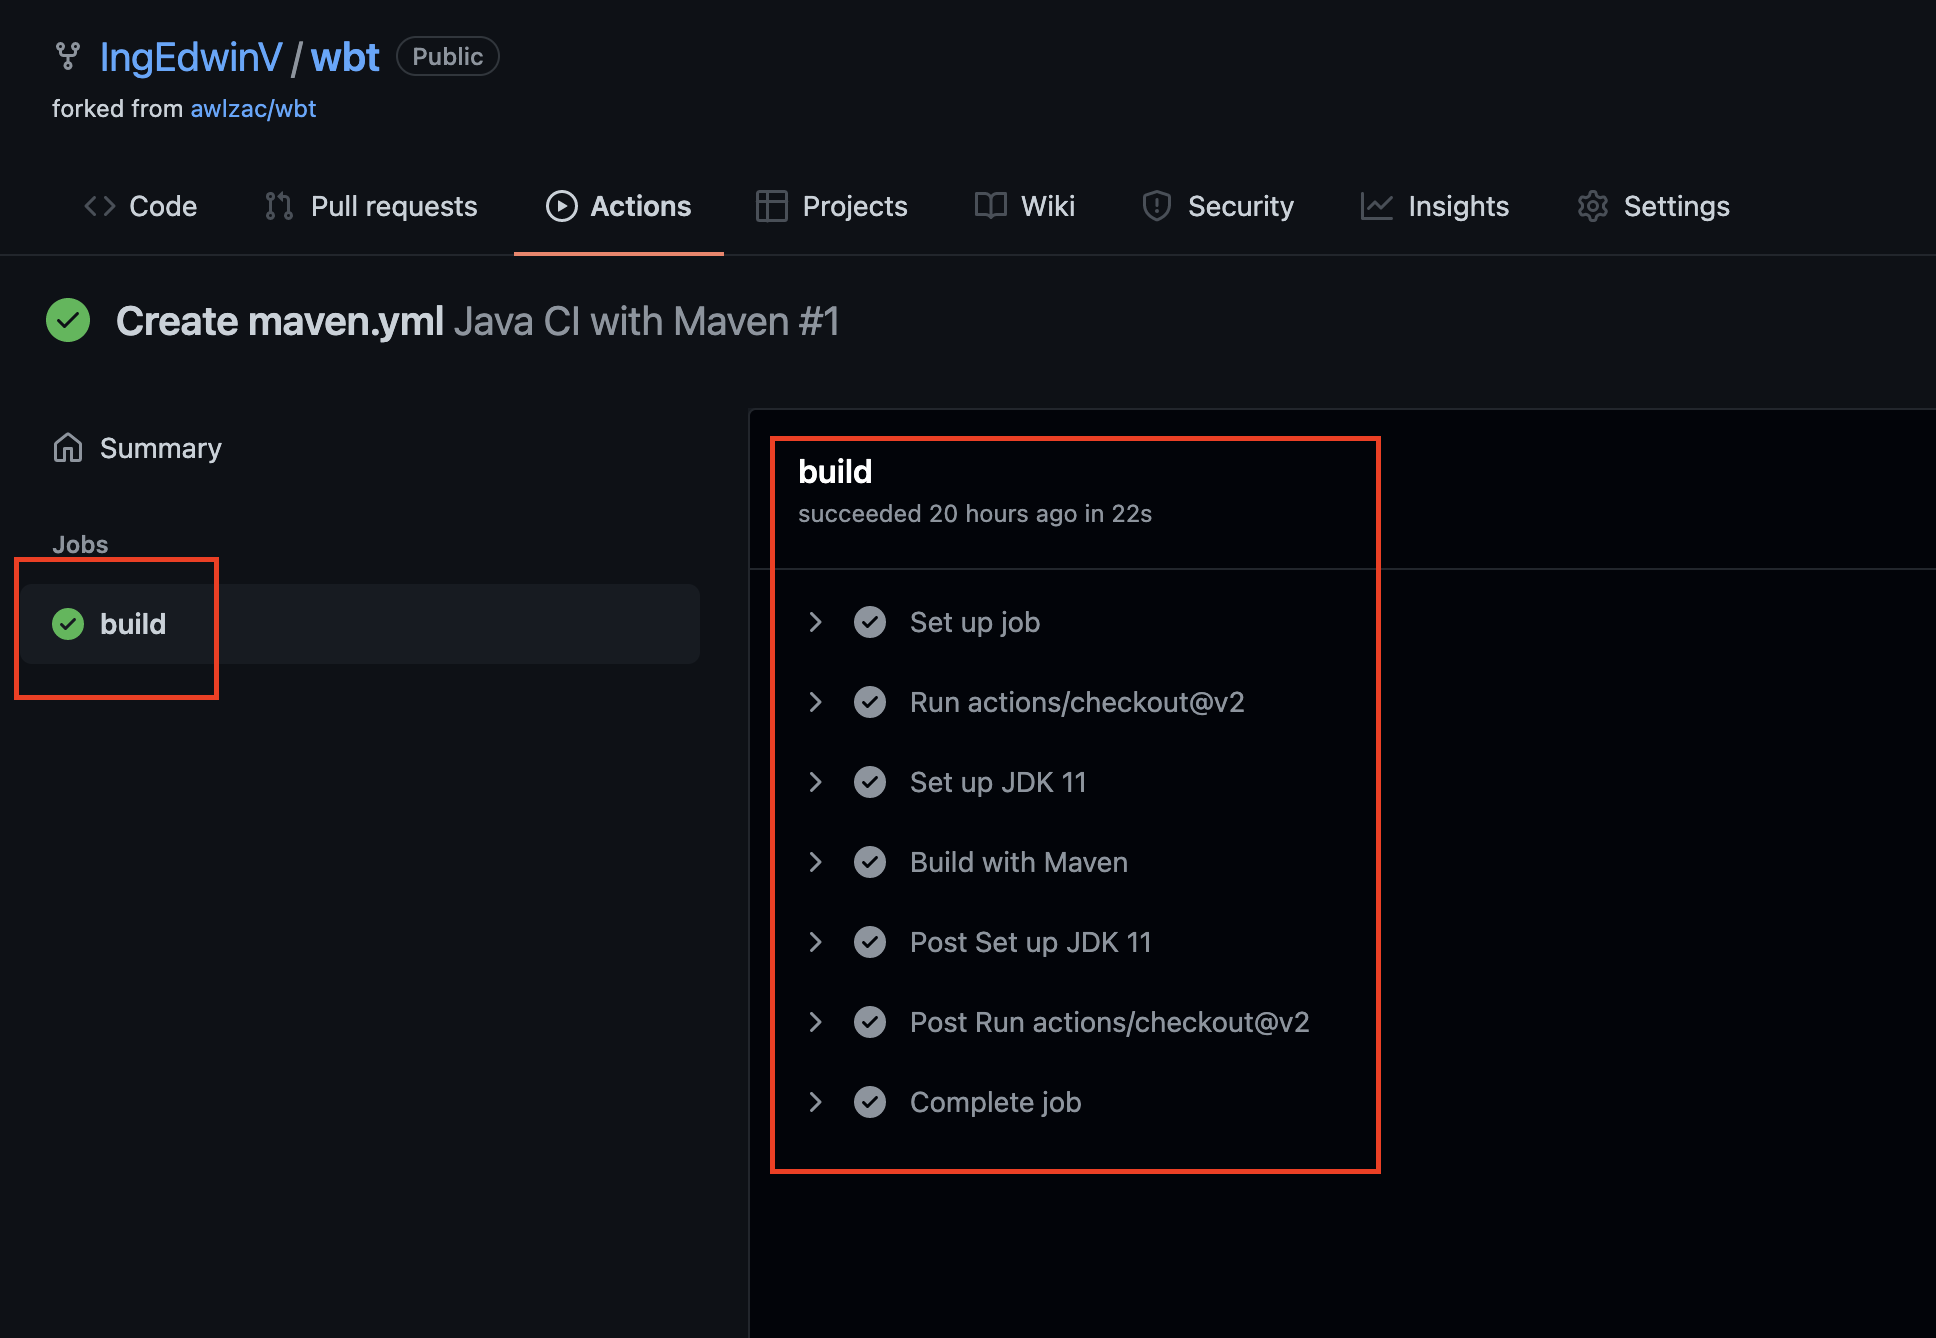 IngEdwinV / wbt Public
forked from awlzac/wbt
Code Pull requests Actions Projects Wiki Security Insights Settings
Create maven.yml Java CI with Maven #1
Summary
Jobs
build
build
succeeded 20 hours ago in 22s
Set up job
Run actions/checkout@v2
Set up JDK 11
Build with Maven
Post Set up JDK 11
Post Run actions/checkout@v2
Complete job